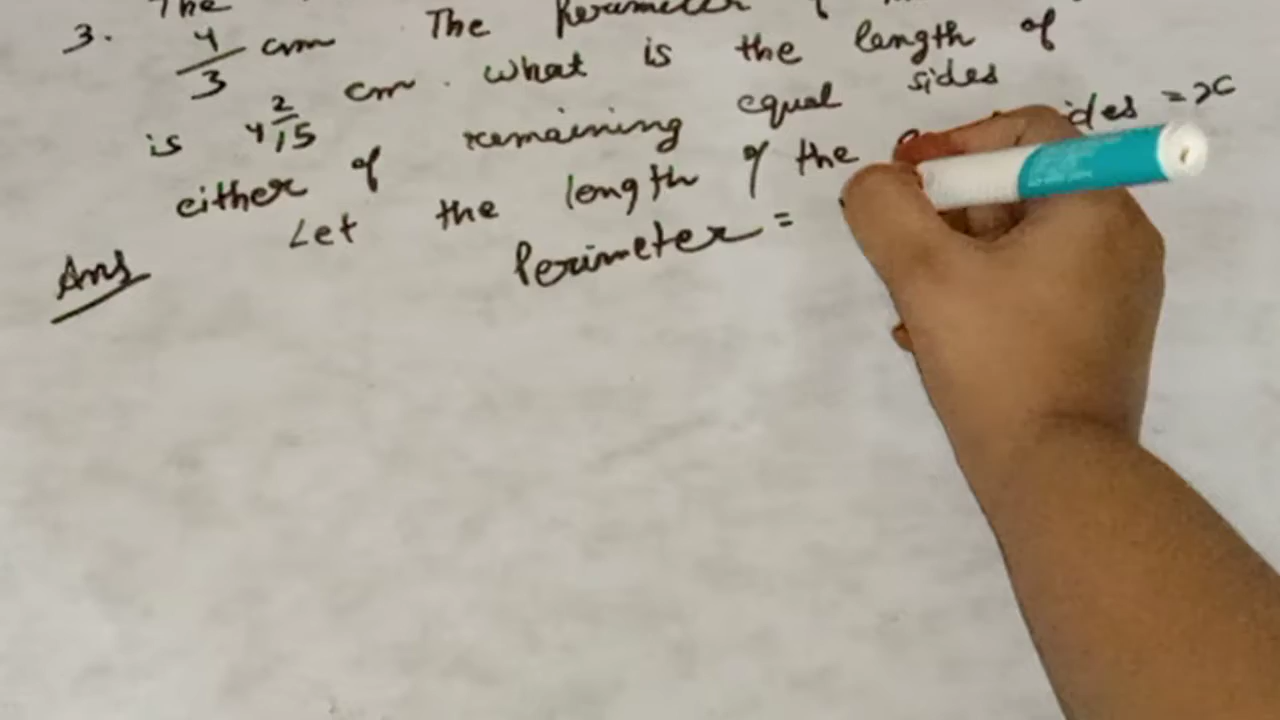 3. The
4/3 cm. The Perimeter
is 4 2/15 cm. what is the length of
either of remaining equal sides
Ans Let the length of the sides = x
Perimeter =